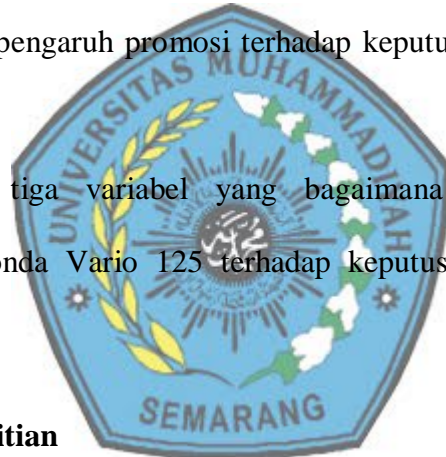 pengaruh promosi terhadap keputu
UNIVERSITAS MUHAMMADIYAH
tiga variabel yang bagaimana
onda Vario 125 terhadap keputus
SEMARANG
itian